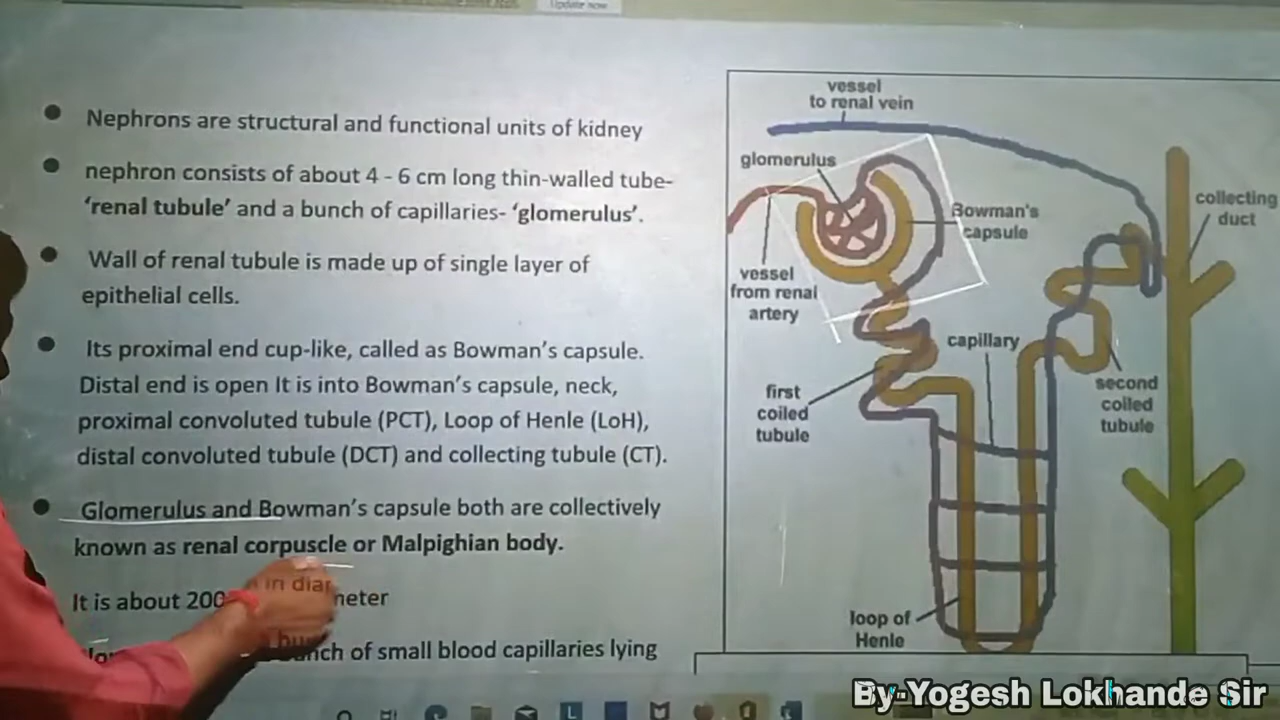 Update now
Nephrons are structural and functional units of kidney
nephron consists of about 4 - 6 cm long thin-walled tube-
‘renal tubule’ and a bunch of capillaries- ‘glomerulus’.
Wall of renal tubule is made up of single layer of
epithelial cells.
Its proximal end cup-like, called as Bowman’s capsule.
Distal end is open It is into Bowman’s capsule, neck,
proximal convoluted tubule (PCT), Loop of Henle (LoH),
distal convoluted tubule (DCT) and collecting tubule (CT).
Glomerulus and Bowman’s capsule both are collectively
known as renal corpuscle or Malpighian body.
It is about 200
in
of small blood capillaries lying
vessel
to renal vein
glomerulus
Bowman's
capsule
collecting
duct
vessel
from renal
artery
capillary
first
coiled
tubule
second
coiled
tubule
loop of
Henle
By-Yogesh Lokhande Sir